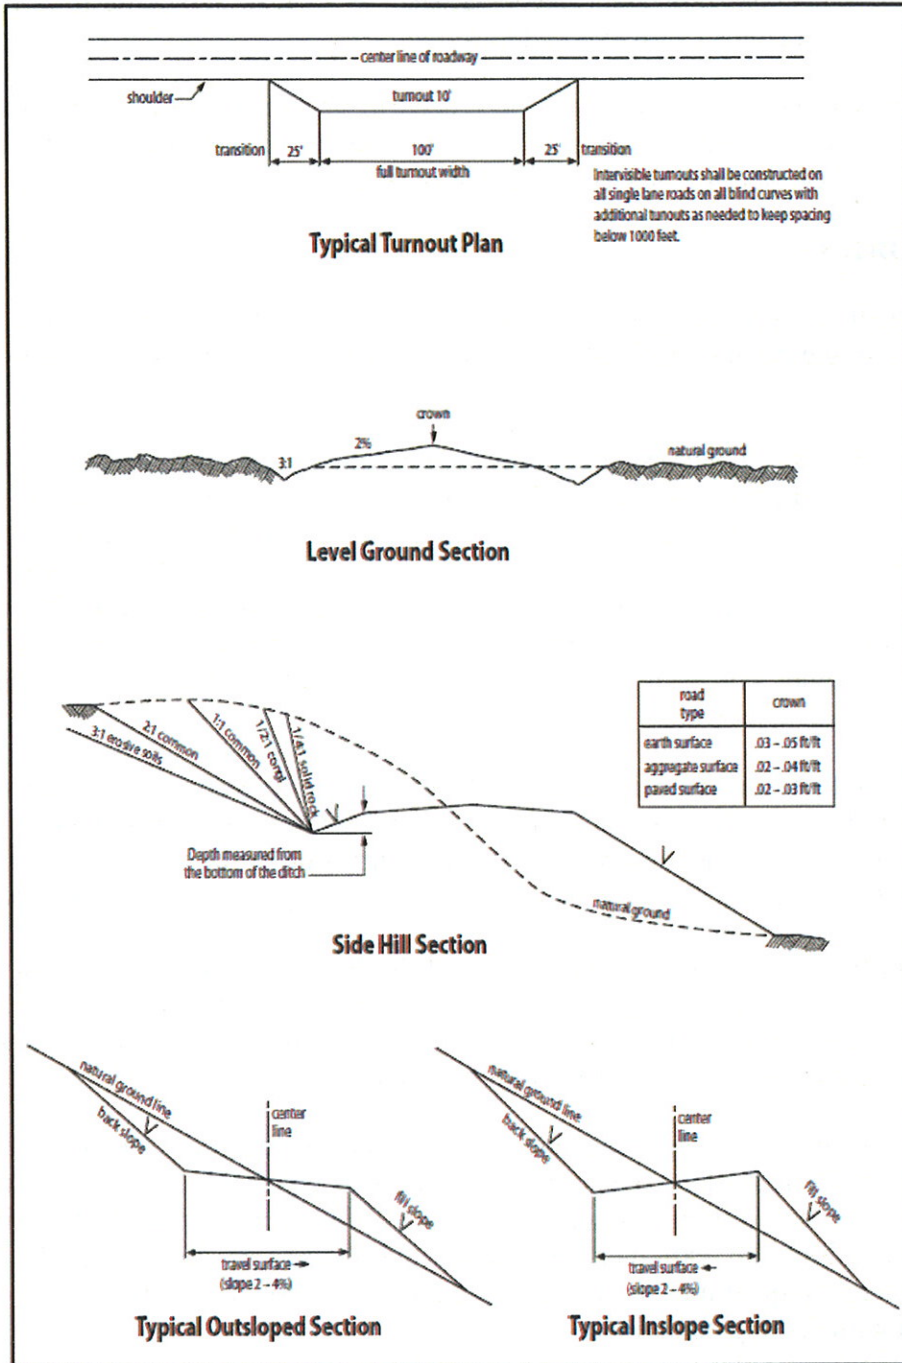 center line of roadway
shoulder
turnout 10'
transition
25'
100'
25'
transition
full turnout width
Intervisible turnouts shall be constructed on
all single lane roads on all blind curves with
additional tunouts as needed to keep spacing
below 1000 feet.
Typical Turnout Plan
crown
2%
3:1
natural ground
Level Ground Section
road
type
crown
earth surface
.03 – .05 ft/ft
aggregate surface
.02 – .04 ft/ft
paved surface
.02 – .03 ft/ft
3:1 erosive soils
2:1 common
1:1 common
1/2:1 congl
1/4:1 solid rock
Depth measured from
the bottom of the ditch
natural ground
Side Hill Section
natural ground line
back slope
center
line
fill slope
travel surface
(slope 2 – 4%)
Typical Outsloped Section
natural ground line
back slope
center
line
fill slope
travel surface
(slope 2 – 4%)
Typical Inslope Section